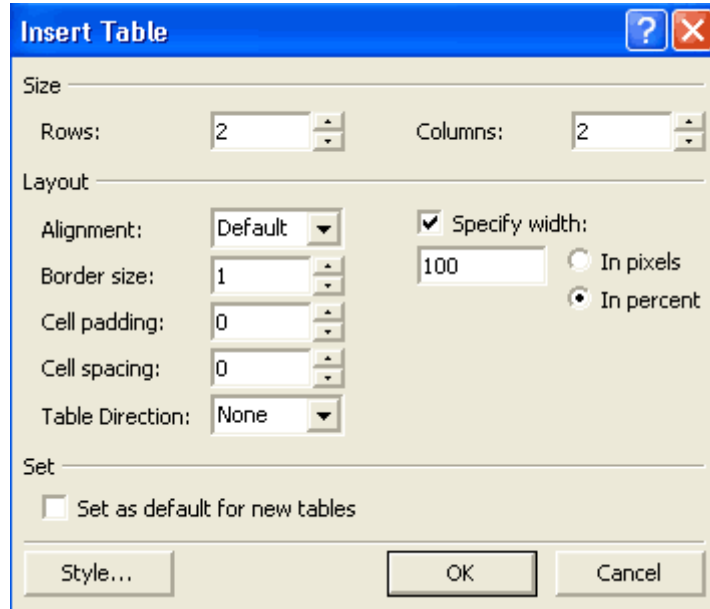 Insert Table
Size
Rows: 2 Columns: 2
Layout
Alignment: Default Specify width:
Border size: 1 100 In pixels
In percent
Cell padding: 0
Cell spacing: 0
Table Direction: None
Set
Set as default for new tables
Style... OK Cancel